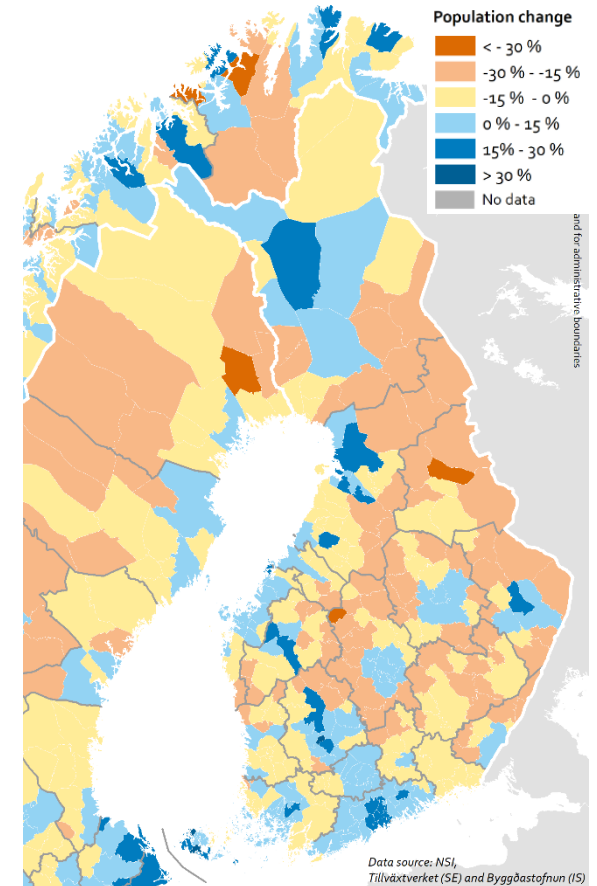 Population change
< - 30 %
-30 % - -15 %
-15 % - 0 %
0 % - 15 %
15% - 30 %
> 30 %
No data
and for administrative boundaries
Data source: NSI,
Tillväxtverket (SE) and Byggðastofnun (IS)